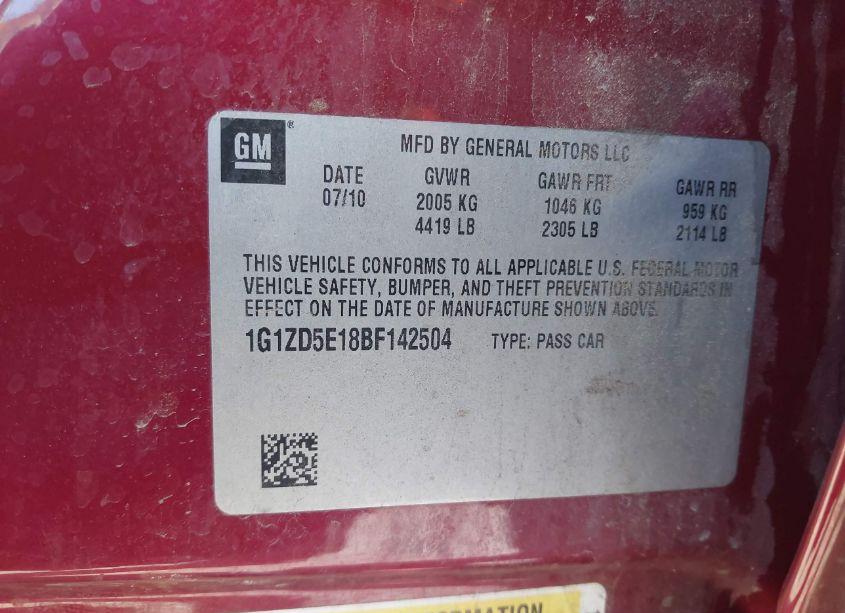 GM ®
MFD BY GENERAL MOTORS LLC
DATE GVWR GAWR FRT GAWR RR
07/10 2005 KG 1046 KG 959 KG
4419 LB 2305 LB 2114 LB
THIS VEHICLE CONFORMS TO ALL APPLICABLE U.S. FEDERAL MOTOR
VEHICLE SAFETY, BUMPER, AND THEFT PREVENTION STANDARDS IN
EFFECT ON THE DATE OF MANUFACTURE SHOWN ABOVE.
1G1ZD5E18BF142504 TYPE: PASS CAR